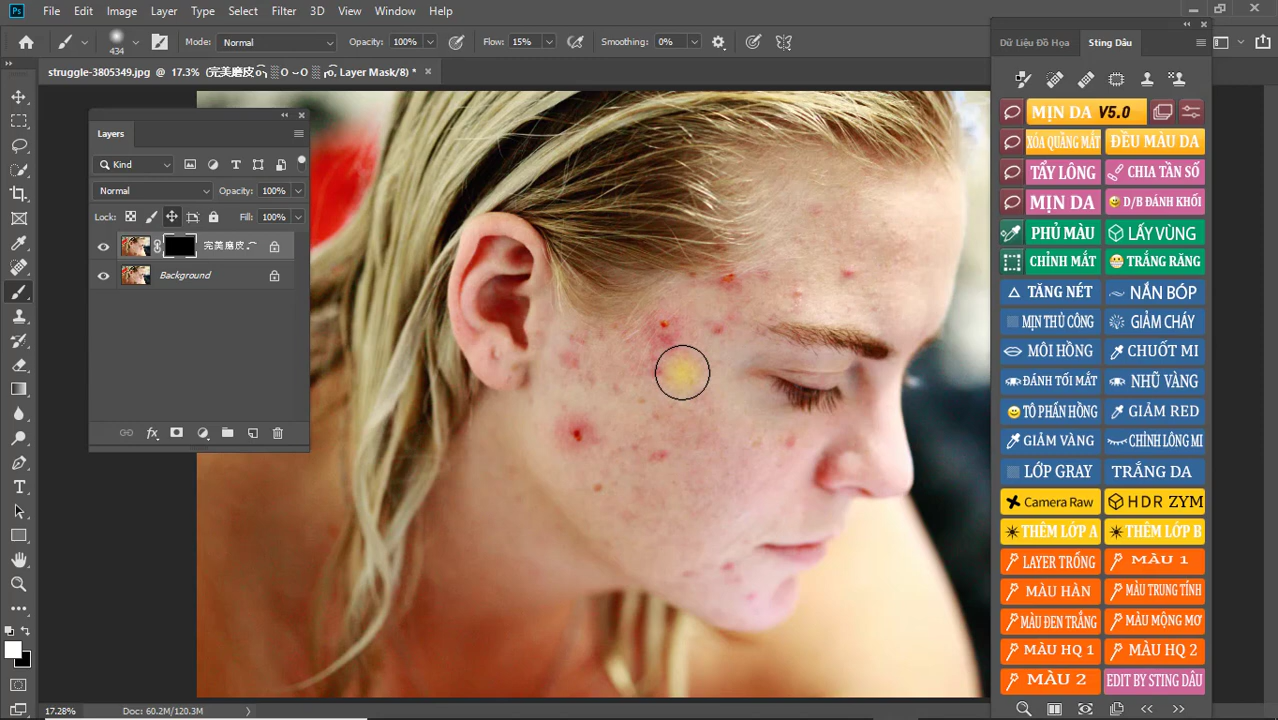 Ps File Edit Image Layer Type Select Filter 3D View Window Help
434 Mode: Normal Opacity: 100% Flow: 15% Smoothing: 0%
struggle-3805349.jpg @ 17.3% (完美磨皮, Layer Mask/8) *
Layers
Kind
Normal Opacity: 100%
Lock: Fill: 100%
完美磨皮
Background
Dữ Liệu Đồ Họa Sting Dâu
MỊN DA V5.0
XÓA QUẦNG MẮT ĐỀU MÀU DA
TẨY LÔNG CHIA TẦN SỐ
MỊN DA D/B ĐÁNH KHỐI
PHỦ MÀU LẤY VÙNG
CHỈNH MẮT TRẮNG RĂNG
TĂNG NÉT NẮN BÓP
MỊN THỦ CÔNG GIẢM CHÁY
MÔI HỒNG CHUỐT MI
ĐÁNH TỐI MẮT NHŨ VÀNG
TÔ PHẤN HỒNG GIẢM RED
GIẢM VÀNG CHỈNH LÔNG MI
LỚP GRAY TRẮNG DA
Camera Raw HDR ZYM
THÊM LỚP A THÊM LỚP B
LAYER TRỐNG MÀU 1
MÀU HÀN MÀU TRUNG TÍNH
MÀU ĐEN TRẮNG MÀU MỘNG MƠ
MÀU HQ 1 MÀU HQ 2
MÀU 2 EDIT BY STING DÂU
17.28% Doc: 60.2M/120.3M